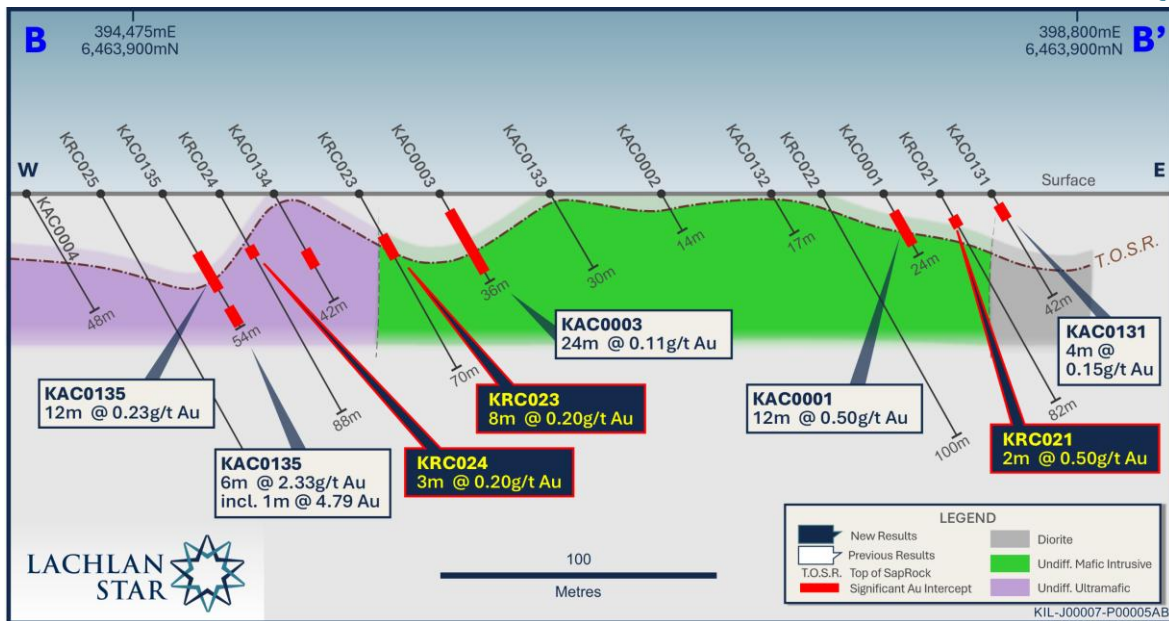 B
394,475mE
6,463,900mN
398,800mE
6,463,900mN
B’
W
E
KAC0004
KRC025
KAC0135
KRC024
KAC0134
KRC023
KAC0003
KAC0133
KAC0002
KAC0132
KRC022
KAC0001
KRC021
KAC0131
Surface
T.O.S.R.
48m
54m
88m
42m
70m
36m
30m
14m
17m
100m
24m
82m
42m
KAC0135
12m @ 0.23g/t Au
KAC0135
6m @ 2.33g/t Au
incl. 1m @ 4.79 Au
KRC024
3m @ 0.20g/t Au
KRC023
8m @ 0.20g/t Au
KAC0003
24m @ 0.11g/t Au
KAC0001
12m @ 0.50g/t Au
KRC021
2m @ 0.50g/t Au
KAC0131
4m @
0.15g/t Au
LACHLAN
STAR
100
Metres
LEGEND
New Results
Previous Results
T.O.S.R. Top of SapRock
Significant Au Intercept
Diorite
Undiff. Mafic Intrusive
Undiff. Ultramafic
KIL-J00007-P00005AB